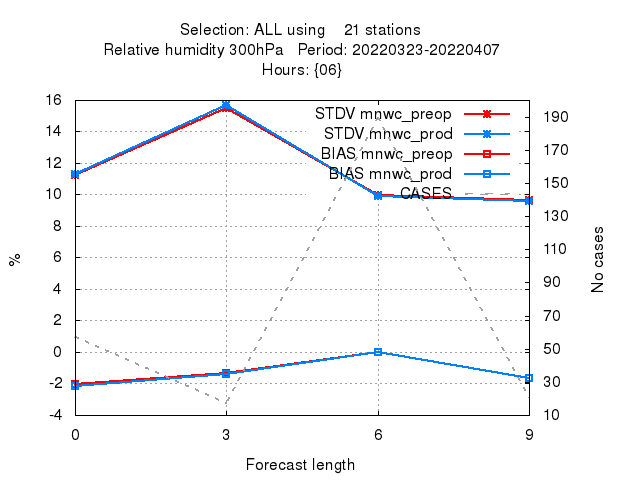 Selection: ALL using 21 stations
Relative humidity 300hPa Period: 20220323-20220407
Hours: {06}
STDV mnwc_preop
STDV mnwc_prod
BIAS mnwc_preop
BIAS mnwc_prod
CASES
16
14
12
10
8
6
4
2
0
-2
-4
%
190
170
150
130
110
90
70
50
30
10
No cases
0 3 6 9
Forecast length